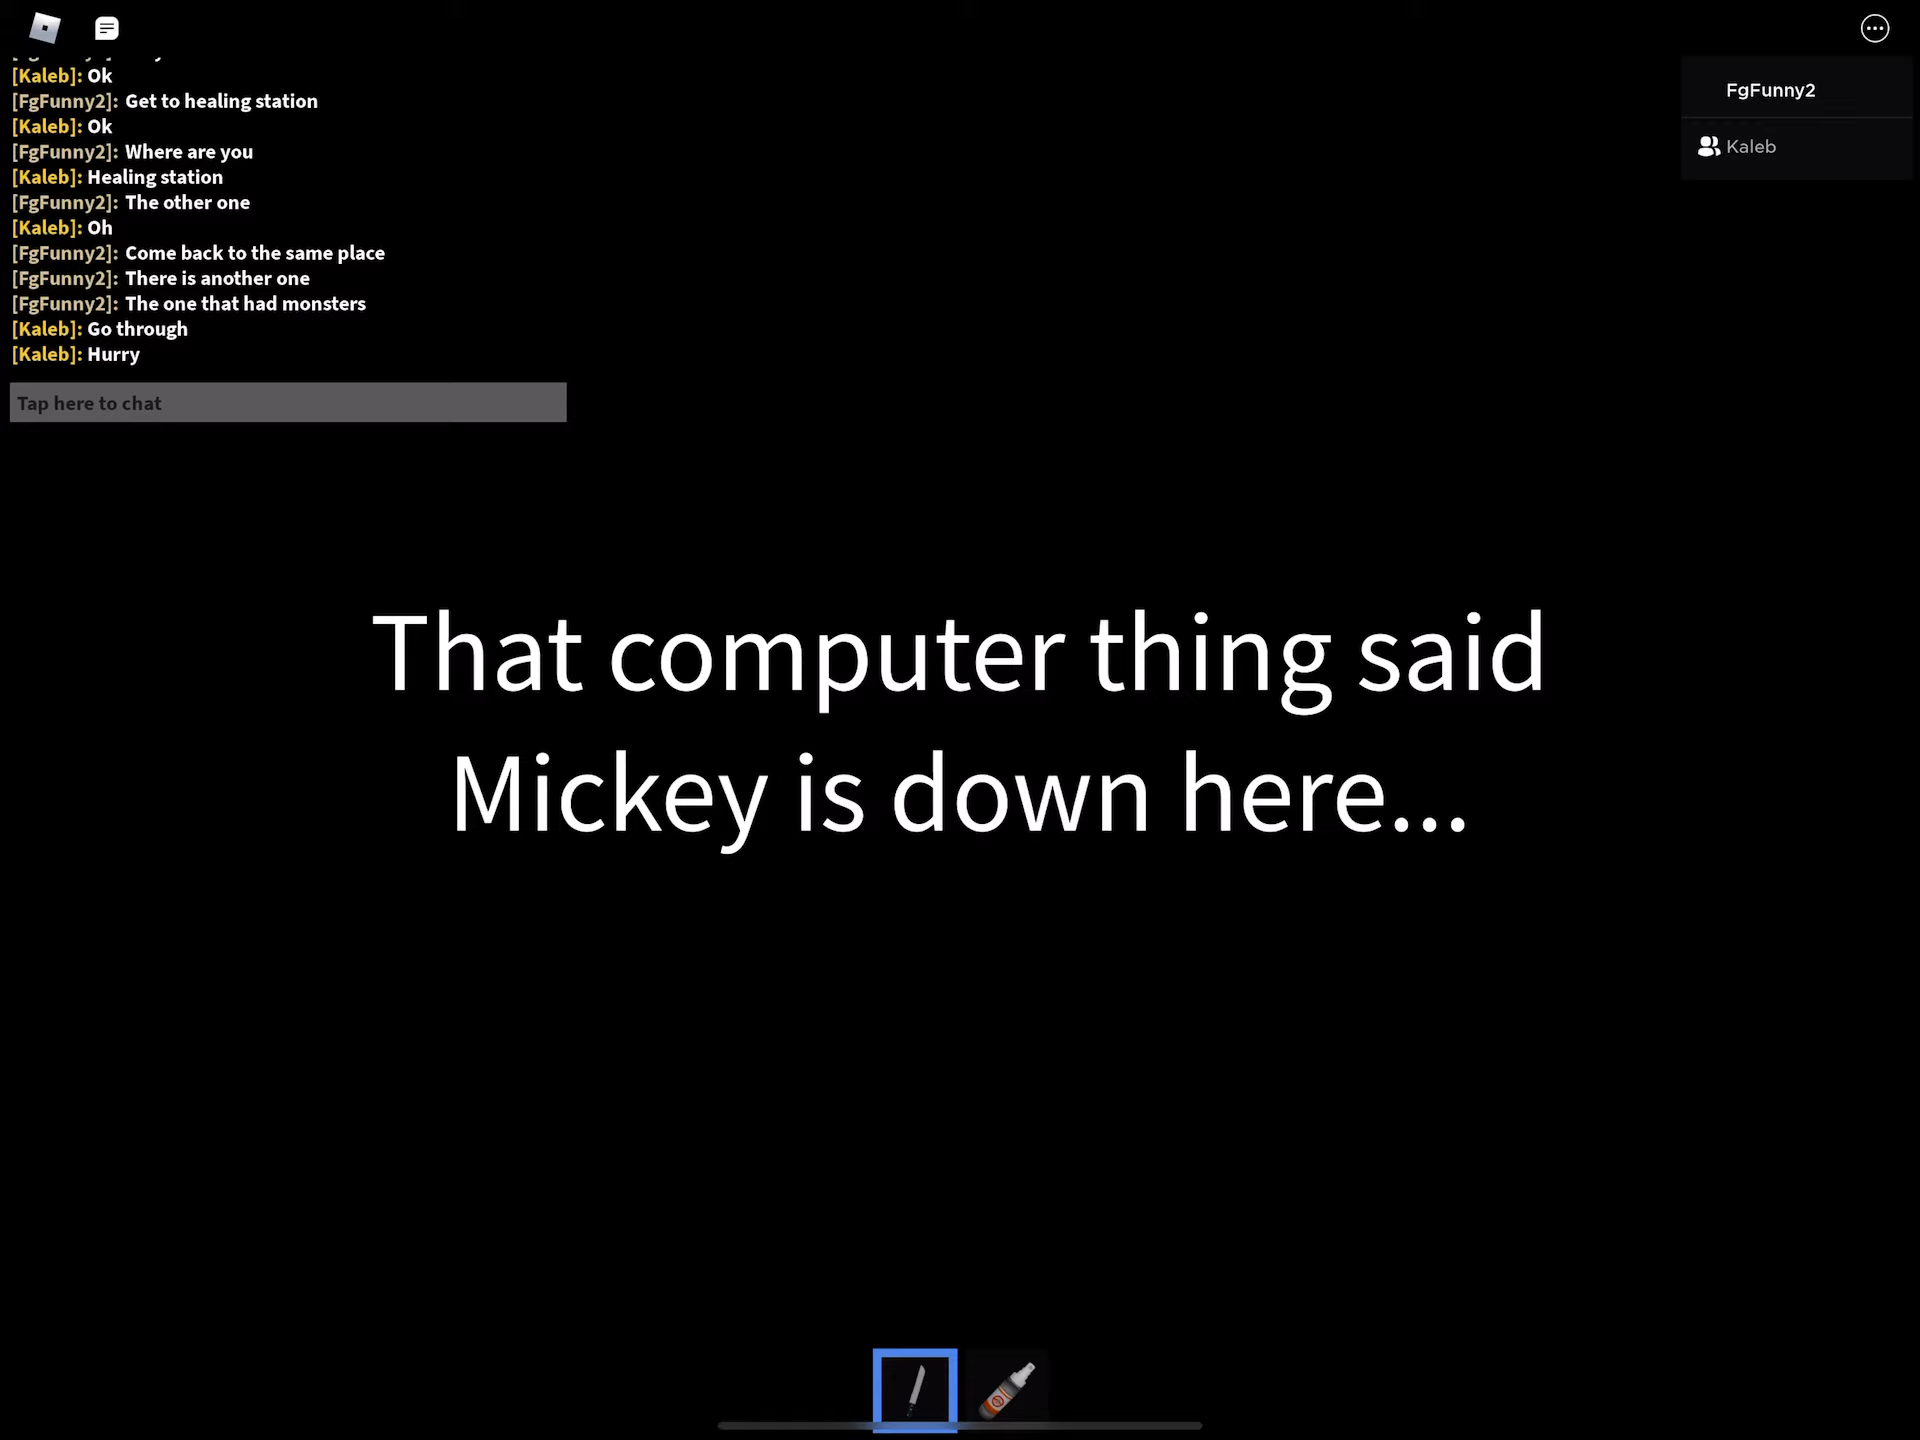 [Kaleb]: Ok
[FgFunny2]: Get to healing station
[Kaleb]: Ok
[FgFunny2]: Where are you
[Kaleb]: Healing station
[FgFunny2]: The other one
[Kaleb]: Oh
[FgFunny2]: Come back to the same place
[FgFunny2]: There is another one
[FgFunny2]: The one that had monsters
[Kaleb]: Go through
[Kaleb]: Hurry
Tap here to chat
FgFunny2
Kaleb
That computer thing said
Mickey is down here...